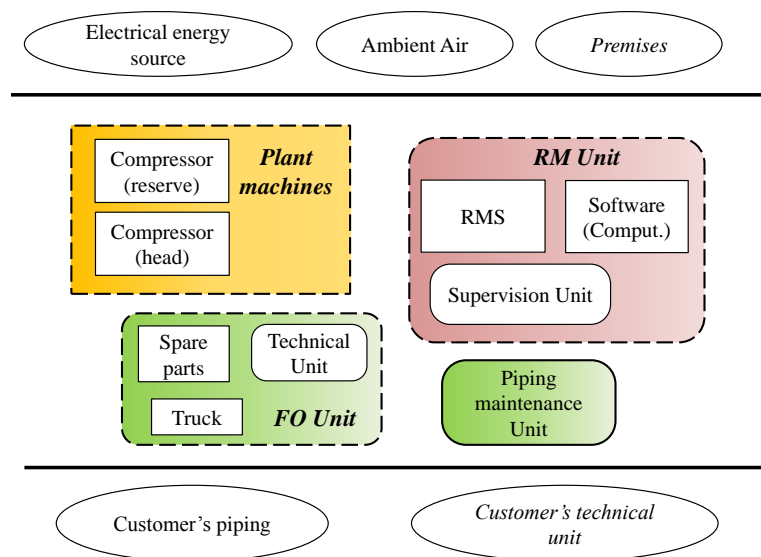 Electrical energy
source
Ambient Air
Premises
Compressor
(reserve)
Plant
machines
Compressor
(head)
RM Unit
RMS
Software
(Comput.)
Supervision Unit
Spare
parts
Technical
Unit
Truck
FO Unit
Piping
maintenance
Unit
Customer’s piping
Customer’s technical
unit